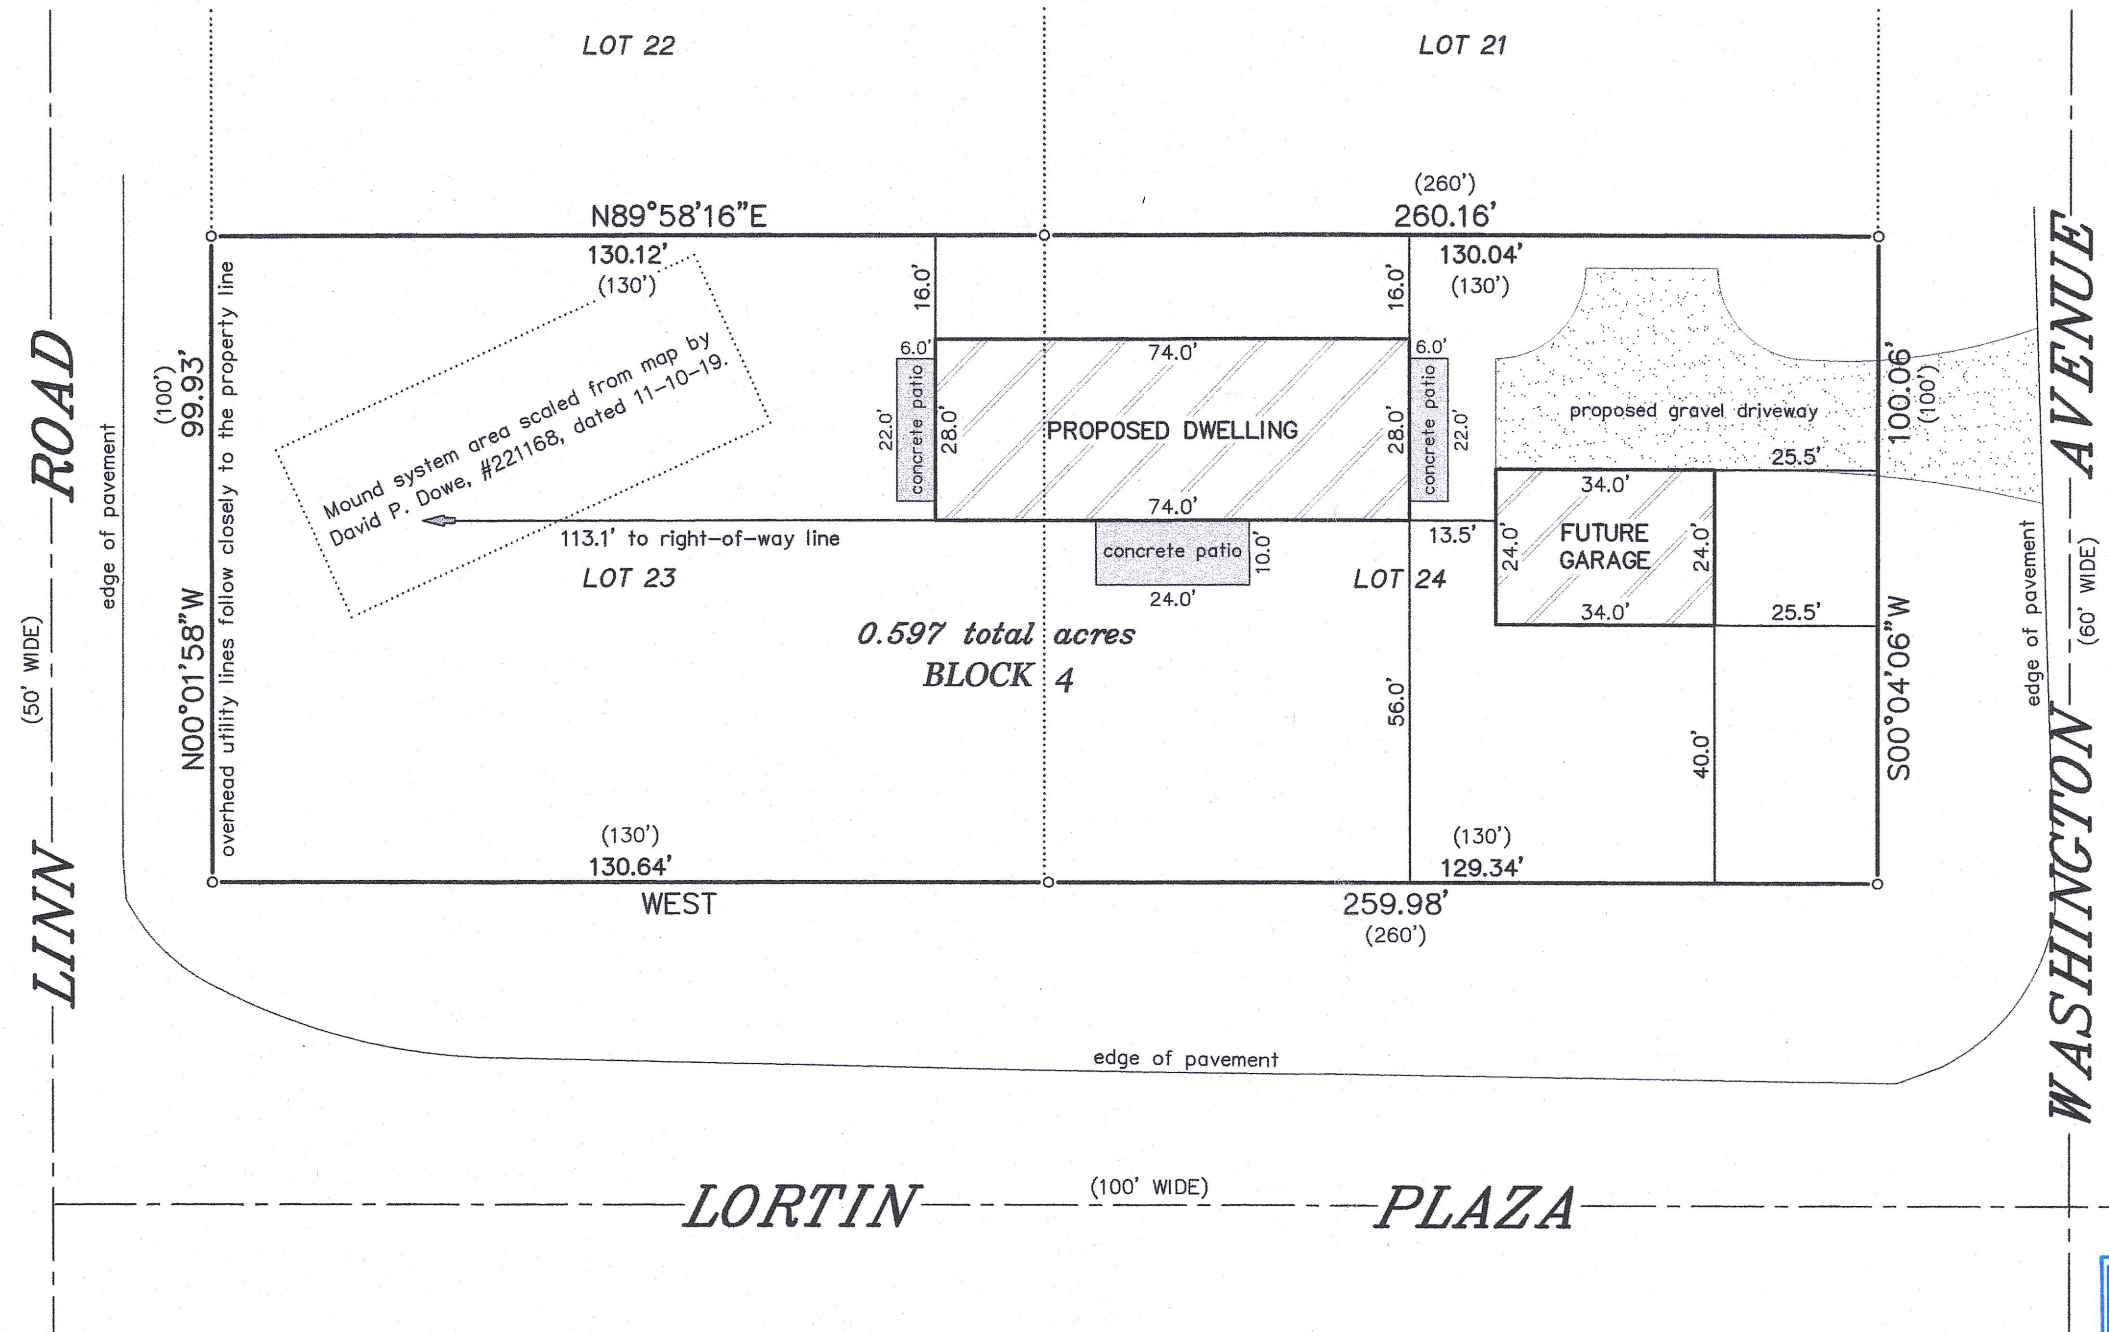 LOT 22
LOT 21
(260')
N89°58'16"E
260.16'
130.12'
(130')
130.04'
(130')
16.0'
16.0'
overhead utility lines follow closely to the property line
(100')
99.93'
N00°01'58"W
Mound system area scaled from map by
David P. Dowe, #221168, dated 11-10-19.
6.0'
concrete patio
22.0'
28.0'
74.0'
PROPOSED DWELLING
74.0'
28.0'
6.0'
concrete patio
22.0'
proposed gravel driveway
100.06'
(100')
S00°04'06"W
25.5'
34.0'
FUTURE
GARAGE
24.0'
24.0'
34.0'
25.5'
13.5'
113.1' to right-of-way line
concrete patio
10.0'
24.0'
LOT 23
LOT 24
0.597 total acres
BLOCK 4
56.0'
40.0'
(130')
130.64'
(130')
129.34'
WEST
259.98'
(260')
edge of pavement
edge of pavement
edge of pavement
LINN ROAD
(50' WIDE)
WASHINGTON AVENUE
(60' WIDE)
LORTIN PLAZA
(100' WIDE)